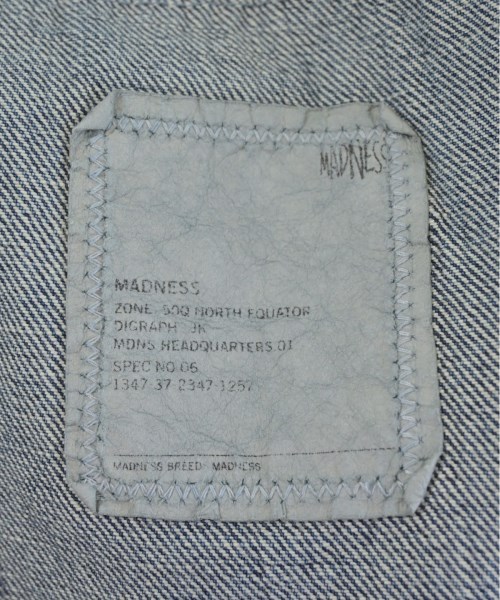 MADNESS
MADNESS
ZONE 50Q NORTH EQUATOR
DIGRAPH JK
MDNS HEADQUARTERS 01
SPEC NO 06
1347-37-2347-1257
MADNESS BREED MADNESS